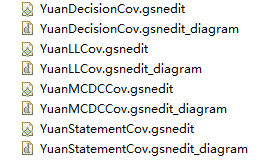 YuanDecisionCov.gsnedit
YuanDecisionCov.gsnedit_diagram
YuanLLCov.gsnedit
YuanLLCov.gsnedit_diagram
YuanMCDCCov.gsnedit
YuanMCDCCov.gsnedit_diagram
YuanStatementCov.gsnedit
YuanStatementCov.gsnedit_diagram